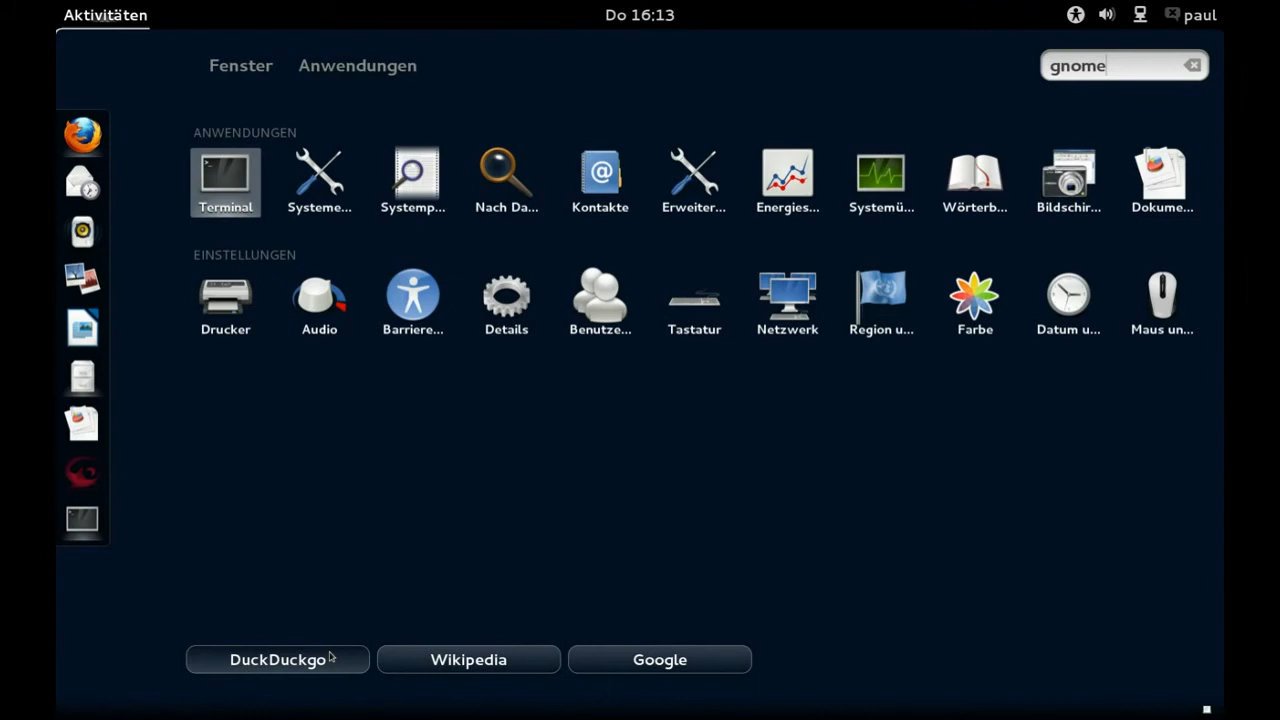 Aktivitäten
Do 16:13
paul
Fenster Anwendungen
gnome
ANWENDUNGEN
Terminal Systeme... Systemp... Nach Da... Kontakte Erweiter... Energies... Systemü... Wörterb... Bildschir... Dokume...
EINSTELLUNGEN
Drucker Audio Barriere... Details Benutze... Tastatur Netzwerk Region u... Farbe Datum u... Maus un...
DuckDuckgo Wikipedia Google